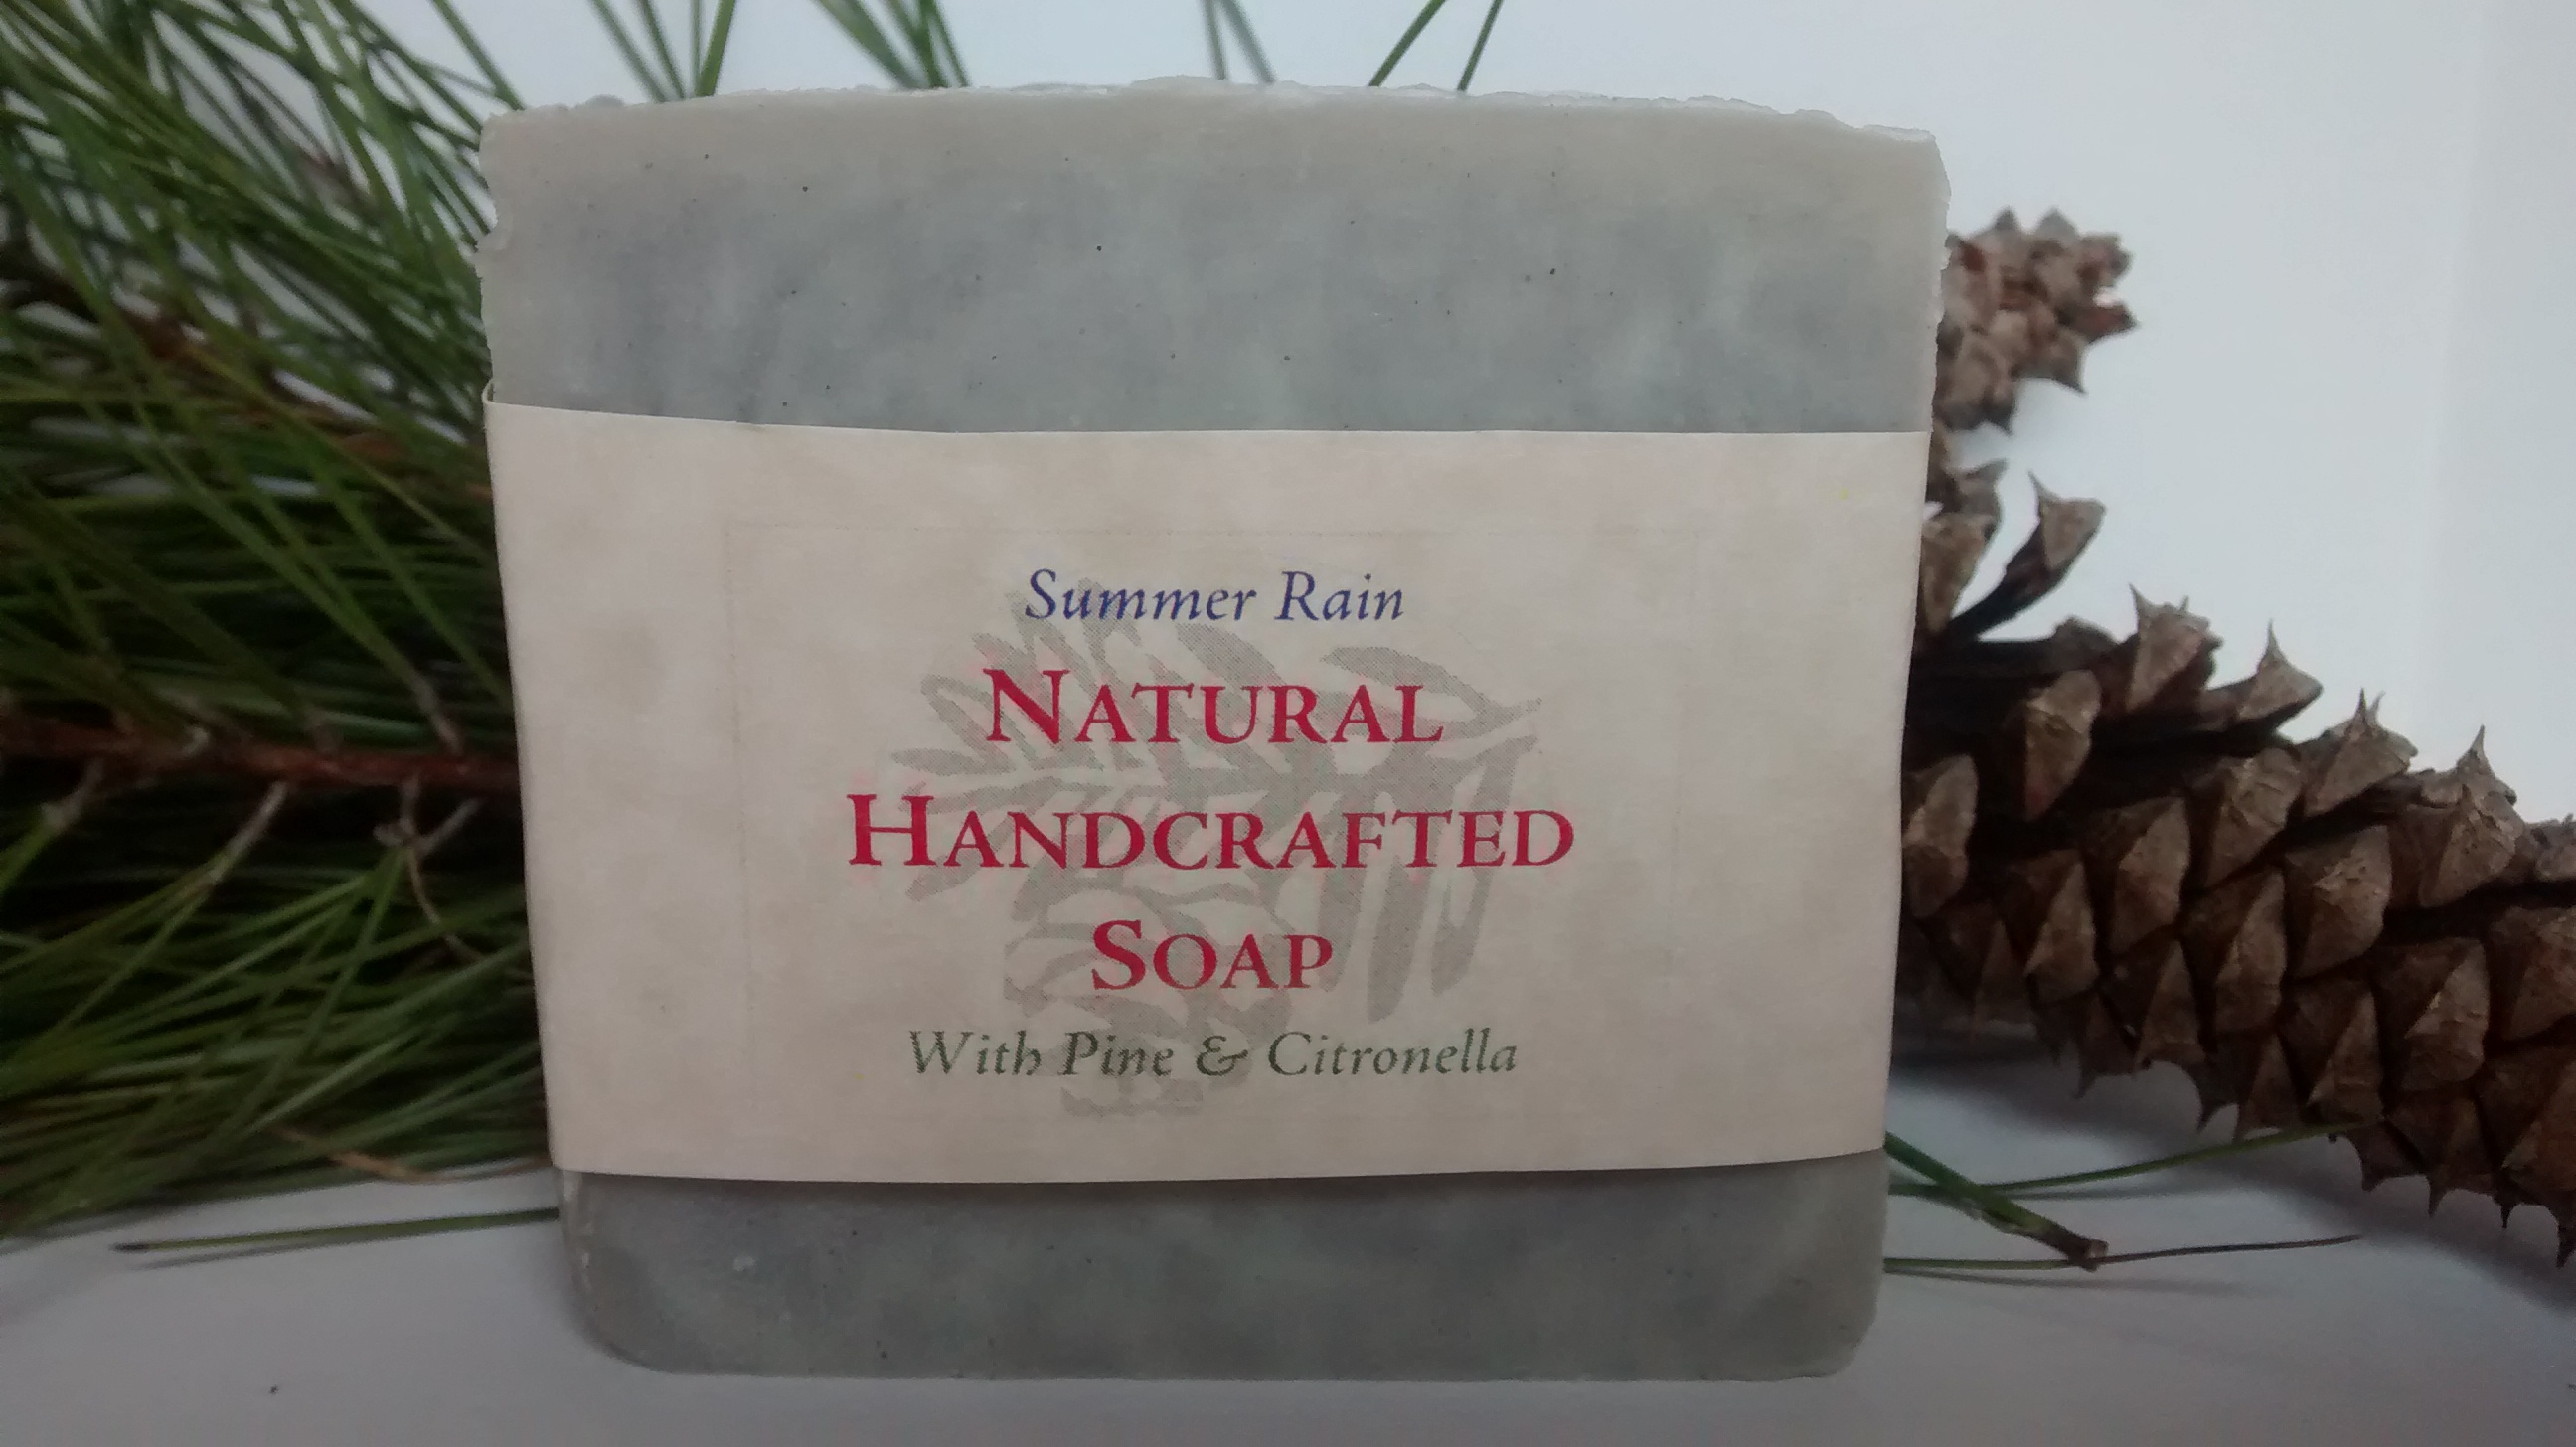 Summer Rain
NATURAL
HANDCRAFTED
SOAP
With Pine & Citronella